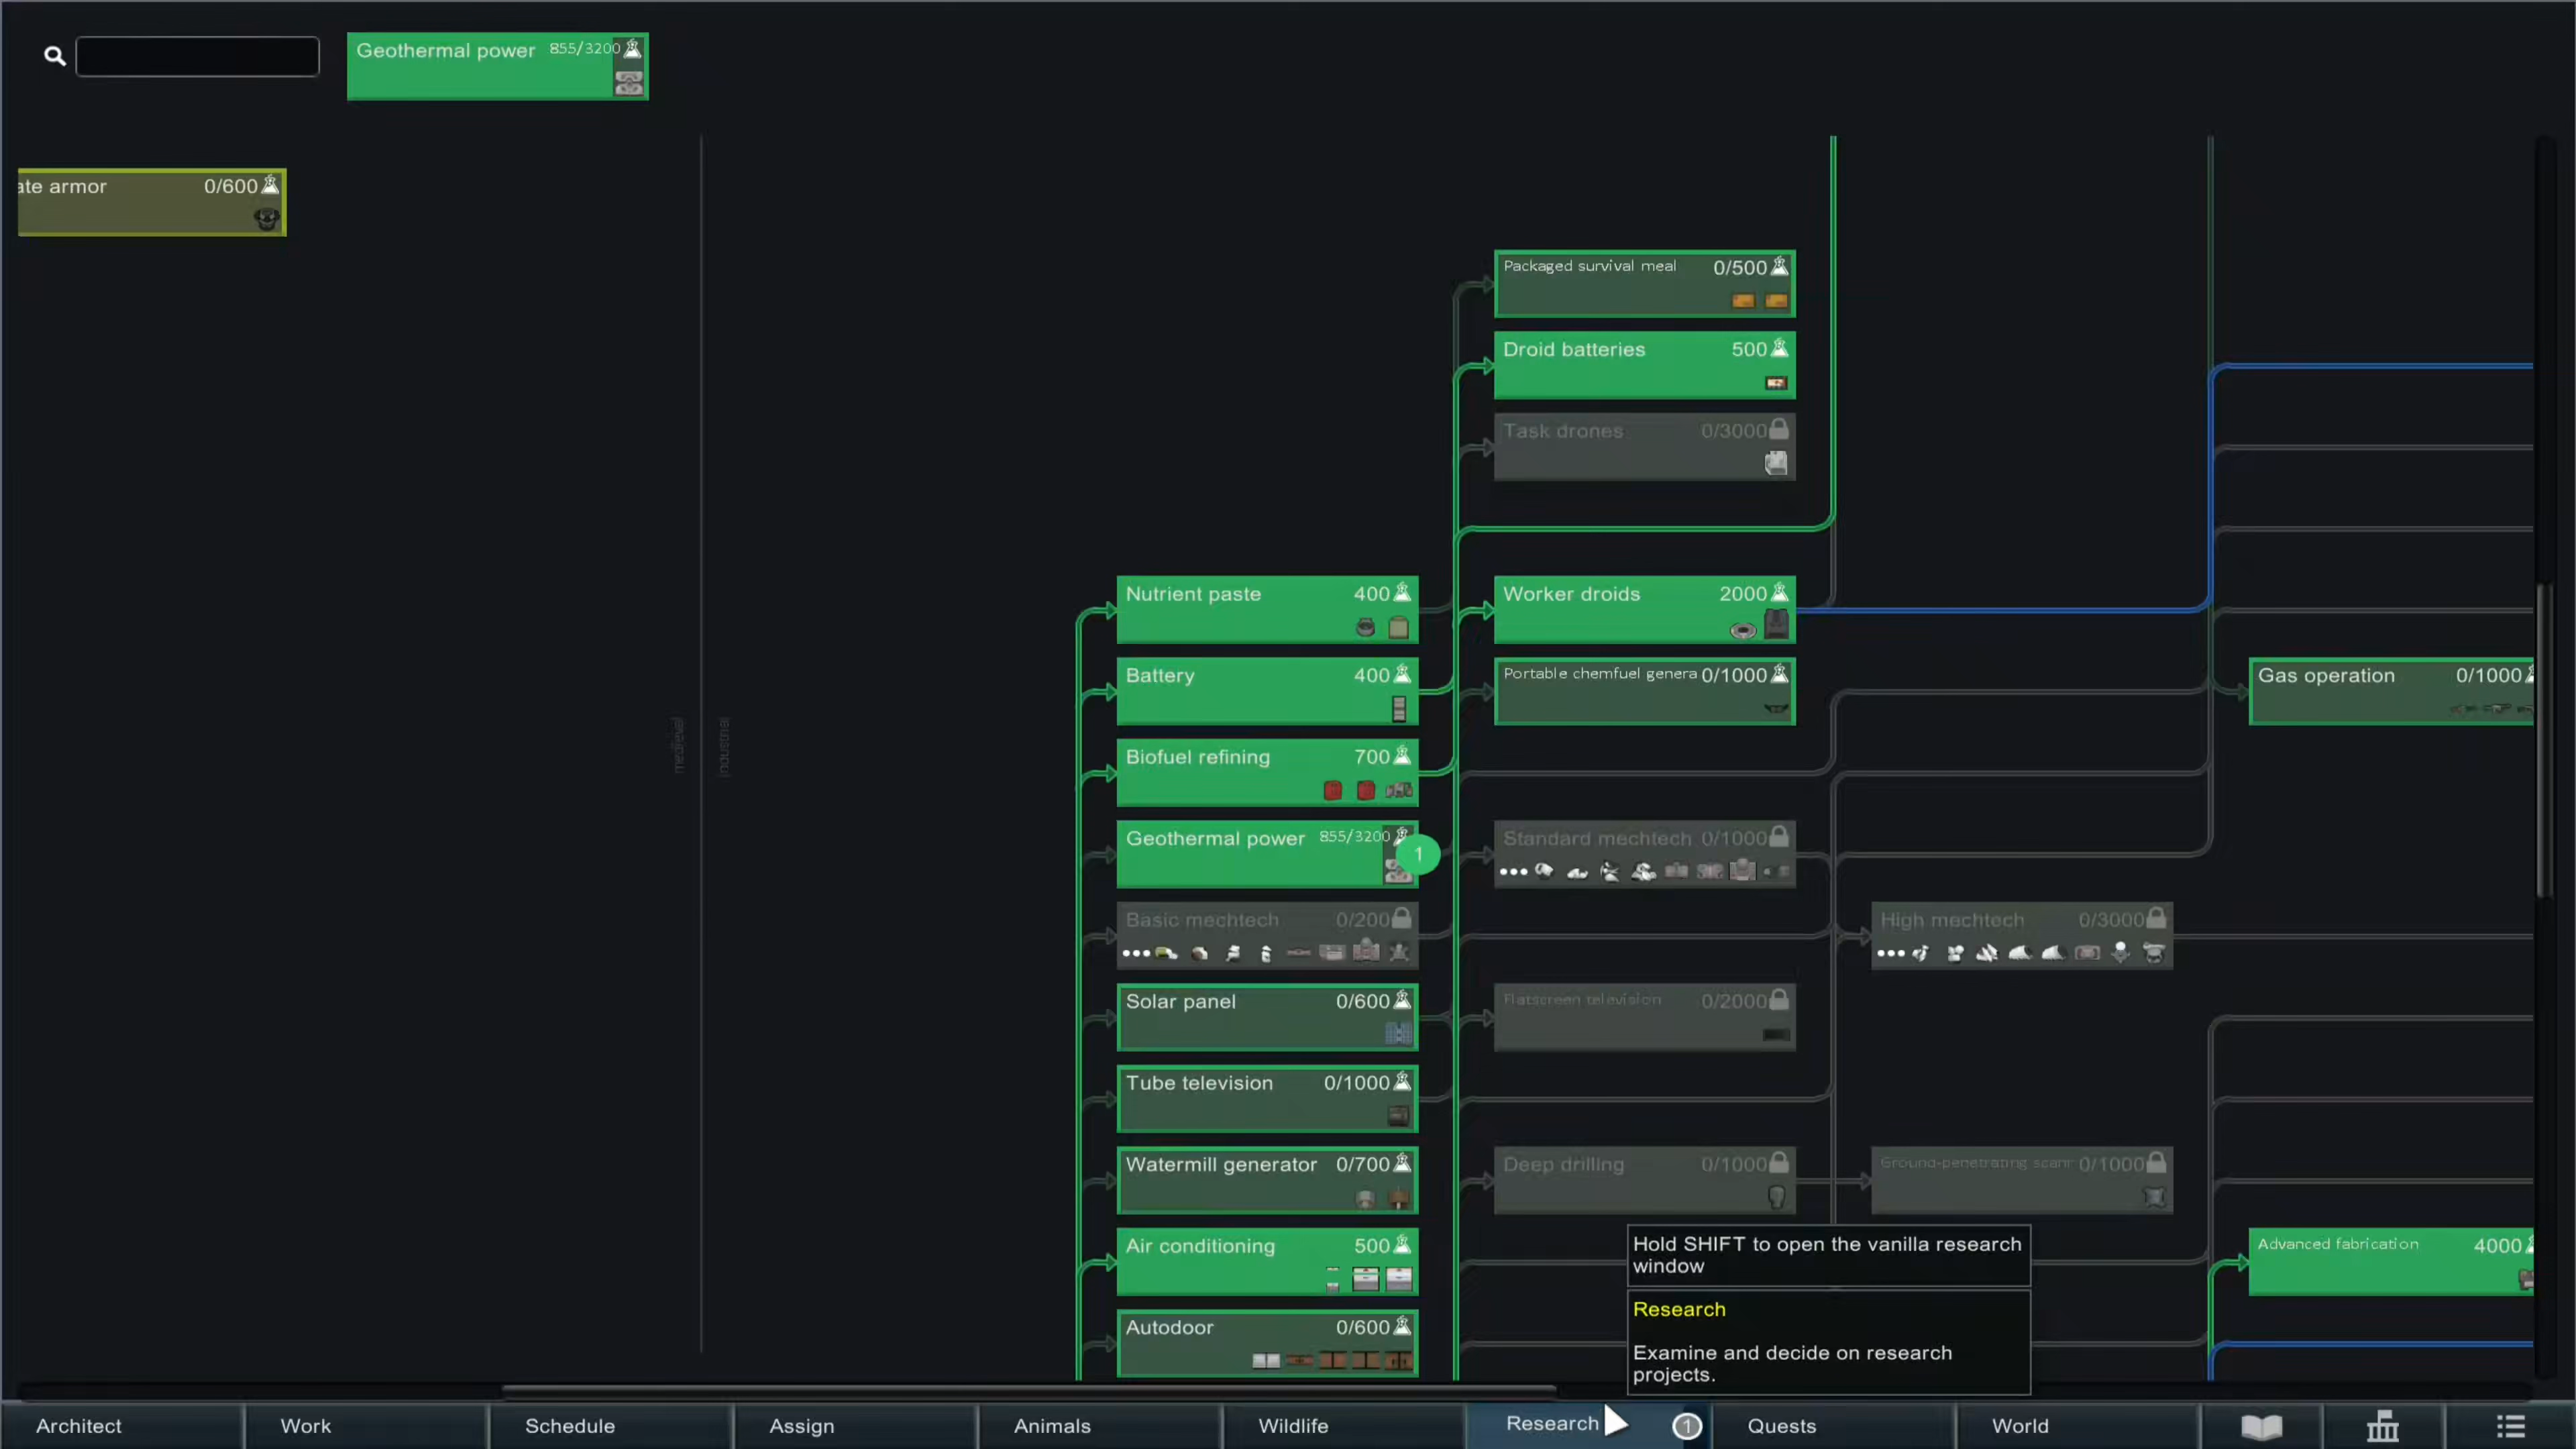 Geothermal power 855/3200
ate armor 0/600
Packaged survival meal 0/500
Droid batteries 500
Task drones 0/3000
Nutrient paste 400
Worker droids 2000
Battery 400
Portable chemfuel genera 0/1000
Gas operation 0/1000
medieval
industrial
Biofuel refining 700
Geothermal power 855/3200
1
Standard mechtech 0/1000
Basic mechtech 0/200
High mechtech 0/3000
Solar panel 0/600
Flatscreen television 0/2000
Tube television 0/1000
Watermill generator 0/700
Deep drilling 0/1000
Ground-penetrating scanr 0/1000
Air conditioning 500
Hold SHIFT to open the vanilla research
window
Advanced fabrication 4000
Autodoor 0/600
Research
Examine and decide on research
projects.
Architect
Work
Schedule
Assign
Animals
Wildlife
Research
1
Quests
World